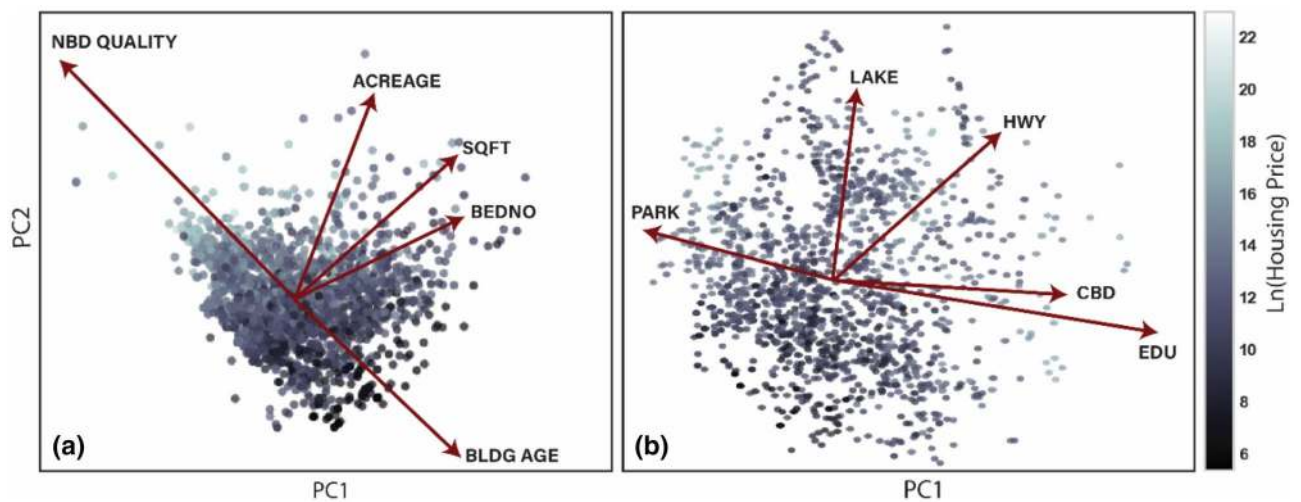 NBD QUALITY
ACREAGE
SQFT
BEDNO
BLDG AGE
(a)
PC2
PC1
LAKE
HWY
PARK
CBD
EDU
(b)
PC1
22
20
18
16
14
12
10
8
6
Ln(Housing Price)